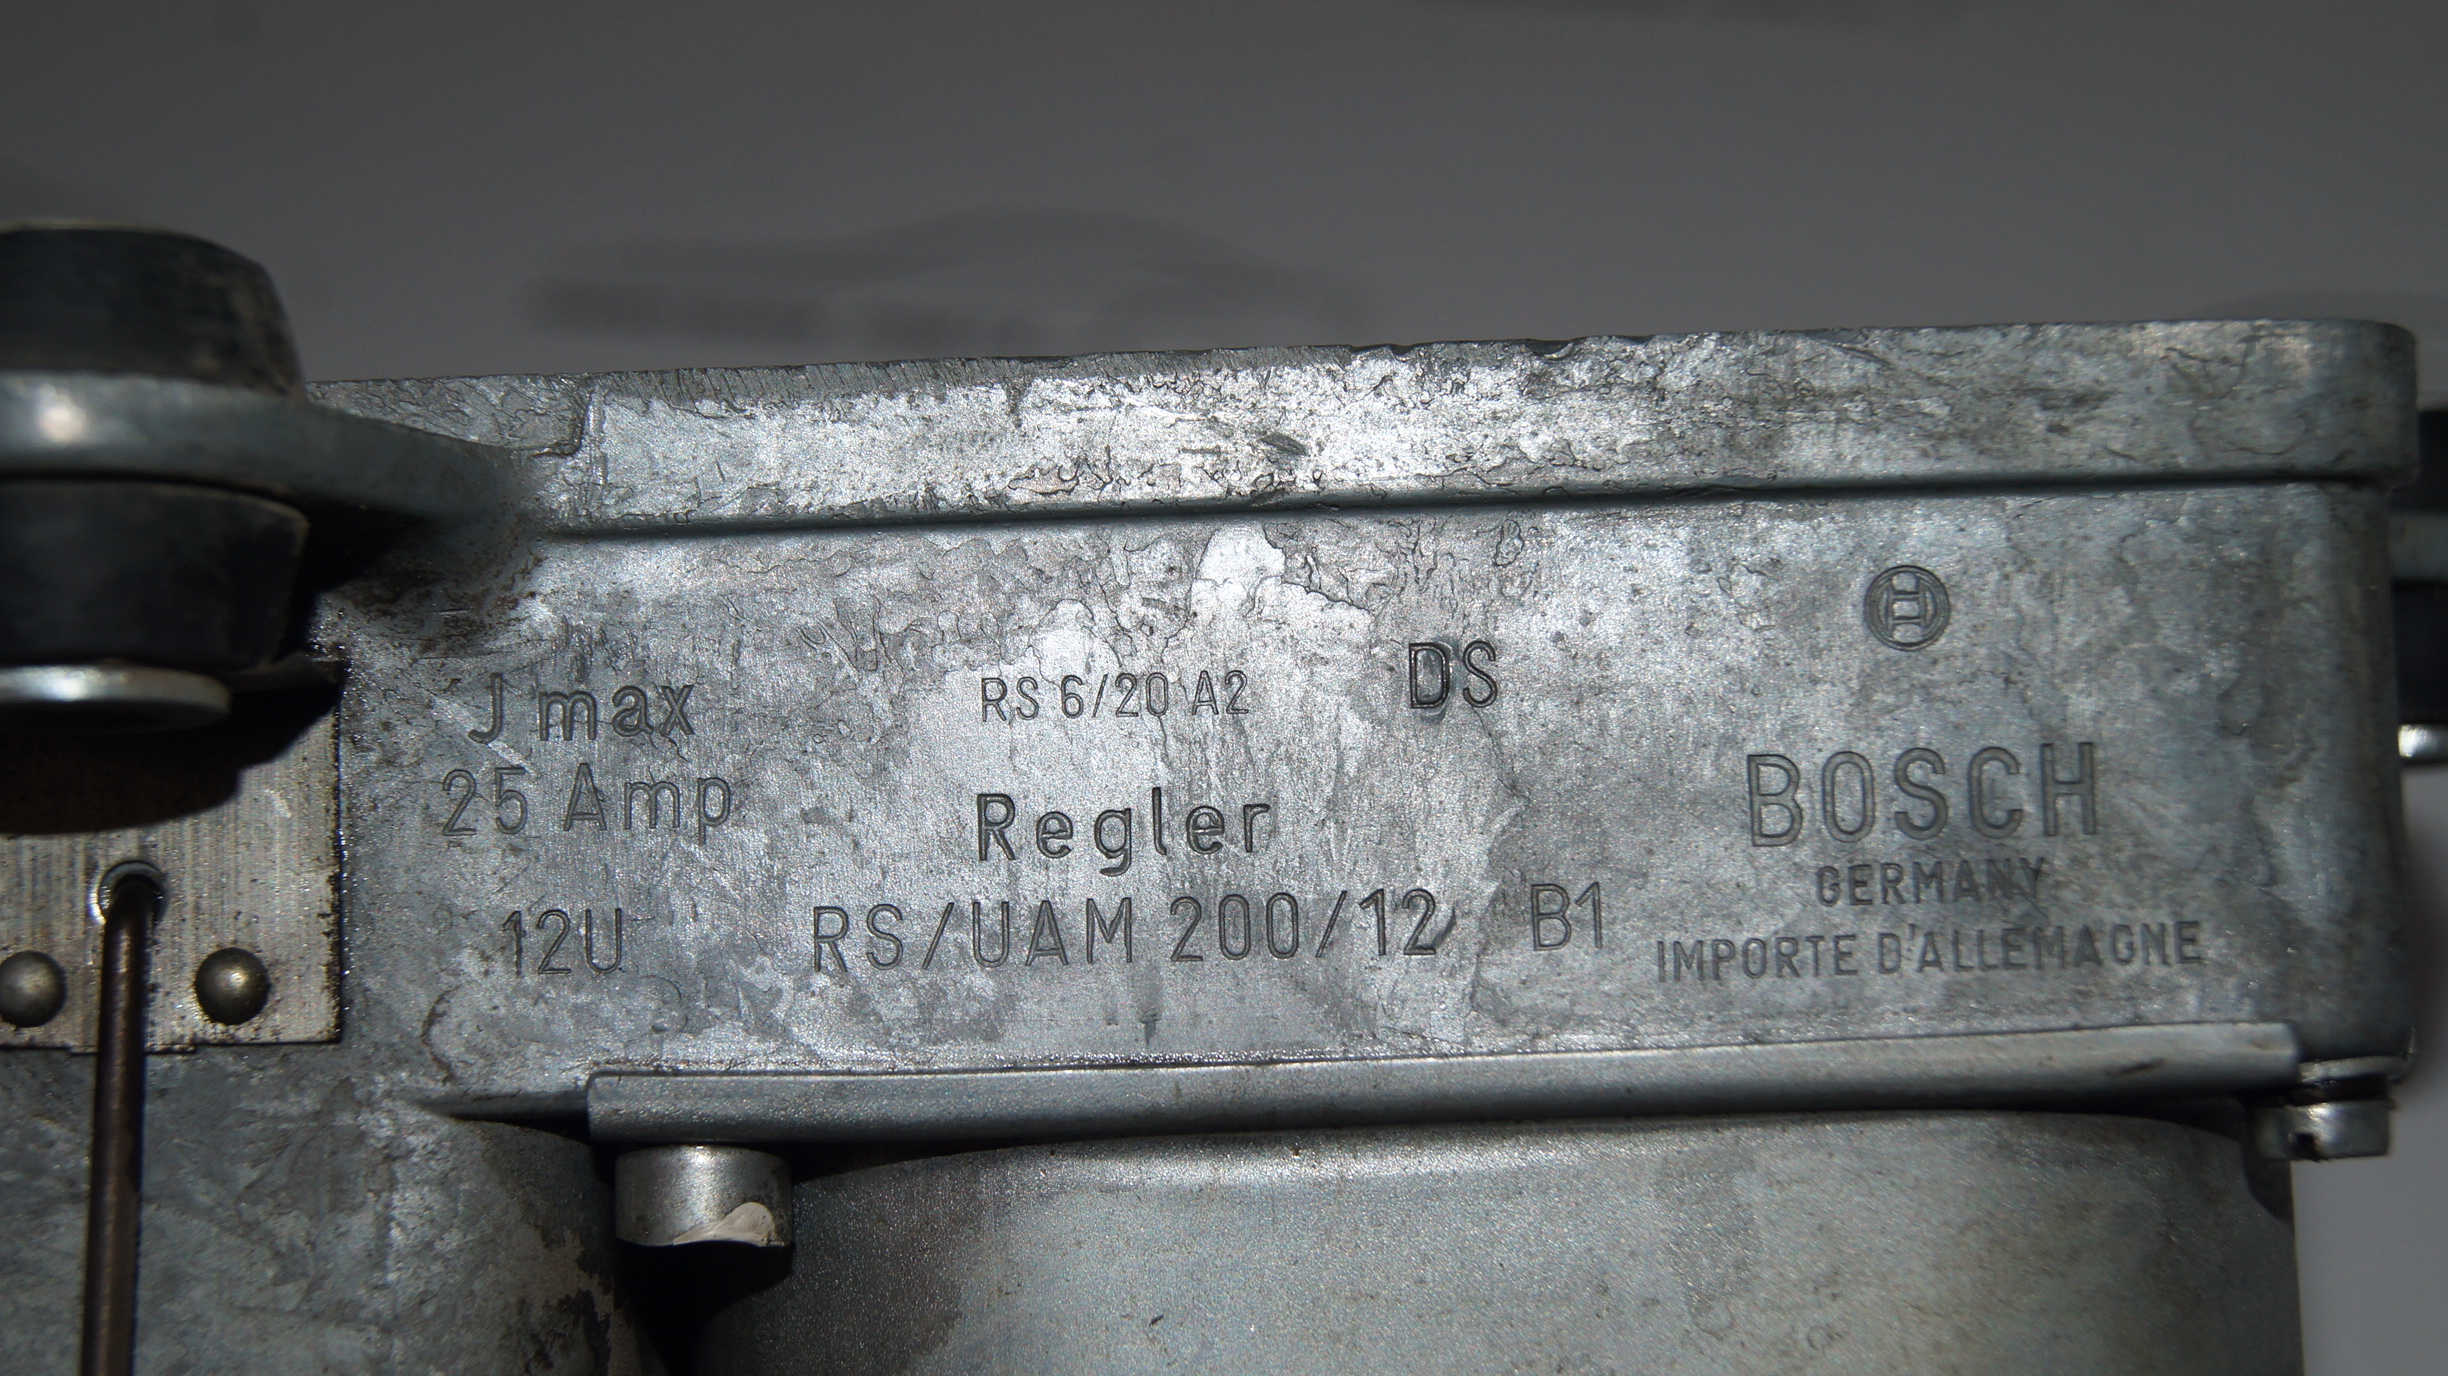 J max
25 Amp
12U
RS 6/20 A2
DS
Regler
RS/UAM 200/12 B1
BOSCH
GERMANY
IMPORTE D'ALLEMAGNE